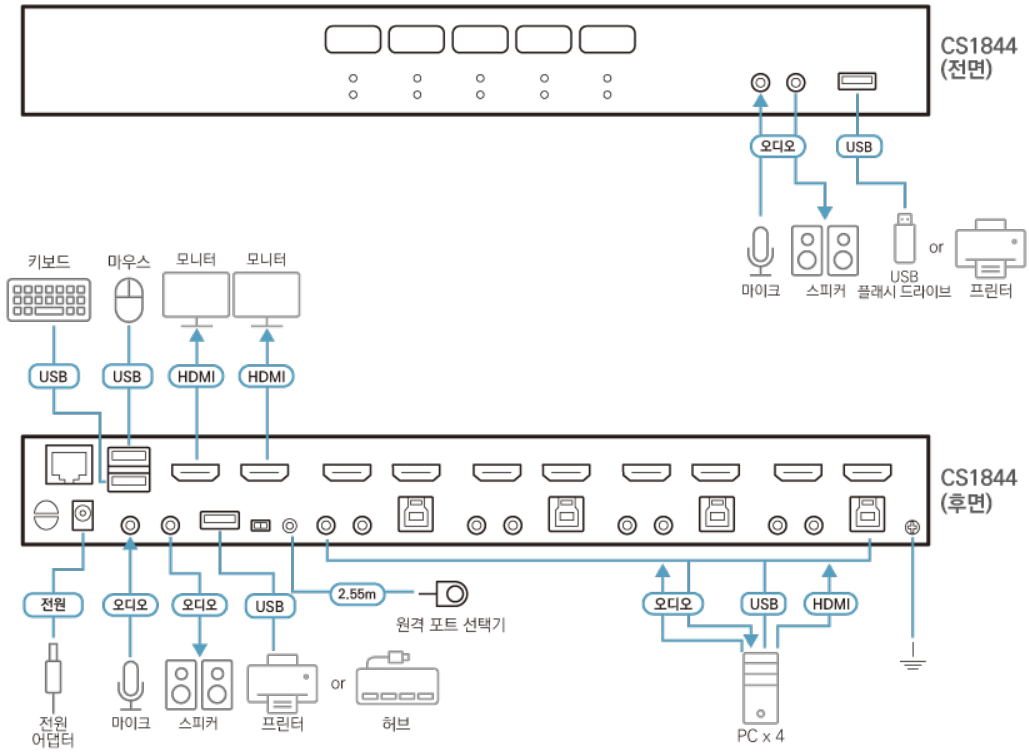 CS1844
(전면)
오디오
USB
마이크
스피커
USB
플래시 드라이브
or
프린터
키보드
마우스
모니터
모니터
USB
USB
HDMI
HDMI
CS1844
(후면)
전원
오디오
오디오
USB
2.55m
원격 포트 선택기
오디오
USB
HDMI
전원
어댑터
마이크
스피커
프린터
or
허브
PC x 4